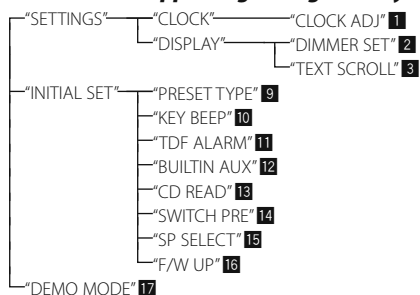 “SETTINGS” “CLOCK” “CLOCK ADJ” 1
“DISPLAY” “DIMMER SET” 2
“TEXT SCROLL” 3
“INITIAL SET” “PRESET TYPE” 9
“KEY BEEP” 10
“TDF ALARM” 11
“BUILTIN AUX” 12
“CD READ” 13
“SWITCH PRE” 14
“SP SELECT” 15
“F/W UP” 16
“DEMO MODE” 17